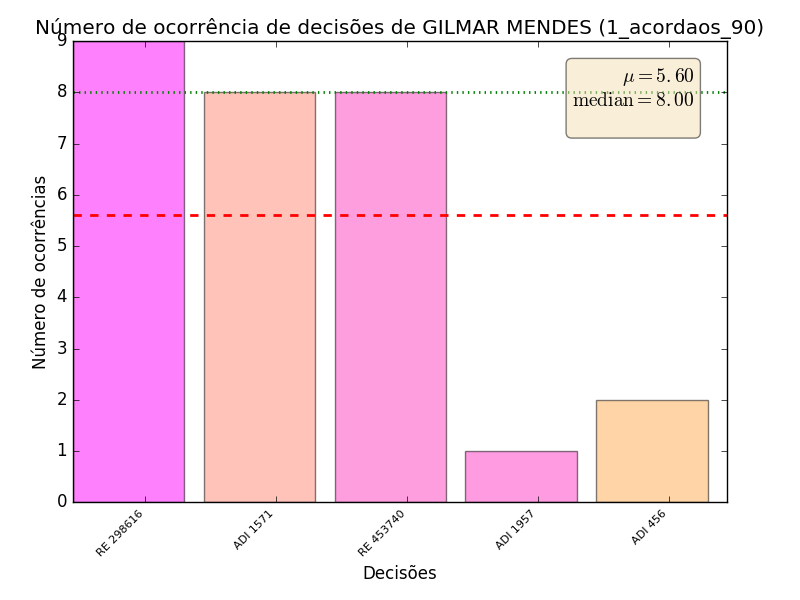 Número de ocorrência de decisões de GILMAR MENDES (1_acordaos_90)
9
8
7
6
5
4
3
2
1
0
Número de ocorrências
μ = 5.60
median = 8.00
RE 298616
ADI 1571
RE 453740
ADI 1957
ADI 456
Decisões